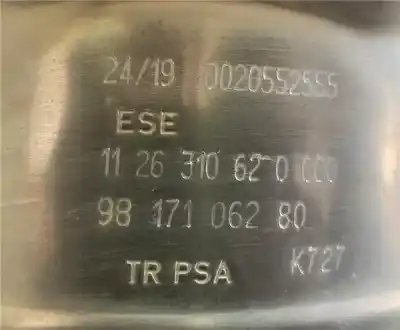 24/19 0020552555
ESE
11 26 310 62 0 000
98 171 062 80
TR PSA K727